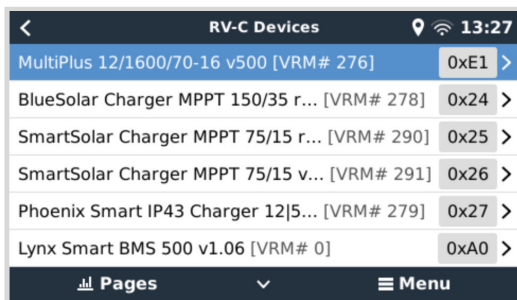 RV-C Devices 13:27
MultiPlus 12/1600/70-16 v500 [VRM# 276] 0xE1
BlueSolar Charger MPPT 150/35 r... [VRM# 278] 0x24
SmartSolar Charger MPPT 75/15 r... [VRM# 290] 0x25
SmartSolar Charger MPPT 75/15 v... [VRM# 291] 0x26
Phoenix Smart IP43 Charger 12|5... [VRM# 279] 0x27
Lynx Smart BMS 500 v1.06 [VRM# 0] 0xA0
Pages Menu